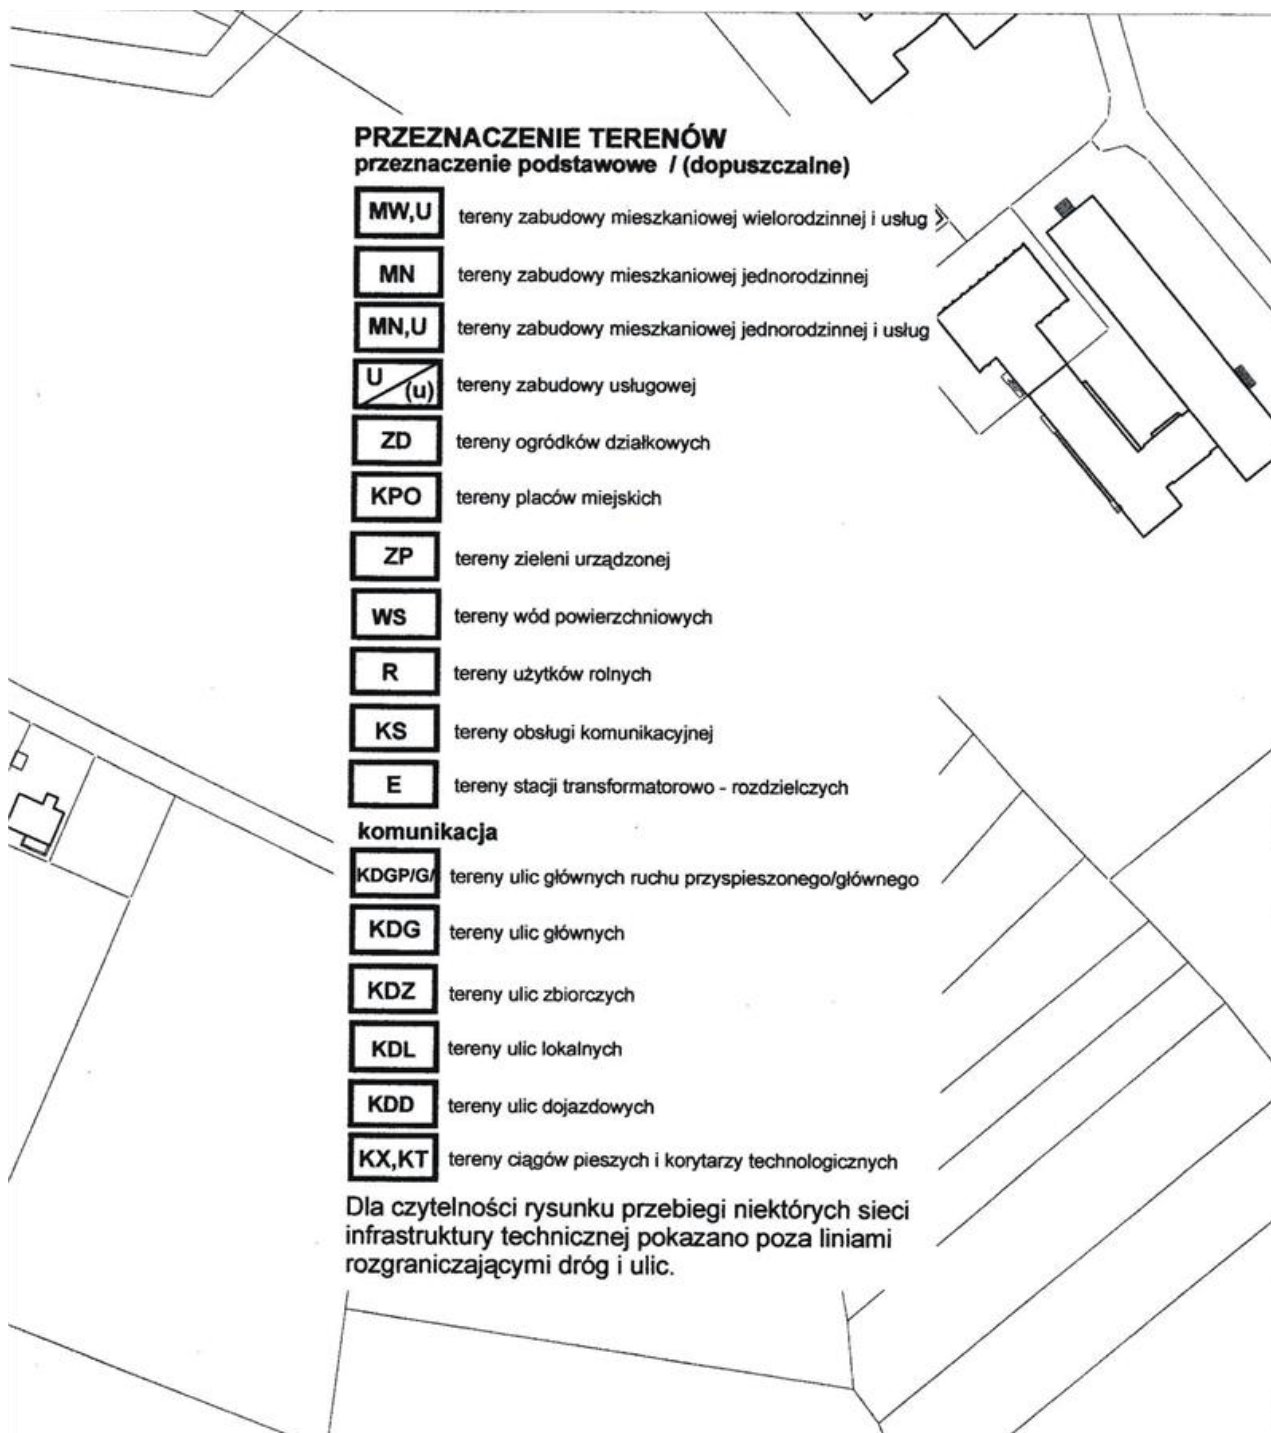 PRZEZNACZENIE TERENÓW
przeznaczenie podstawowe / (dopuszczalne)
MW,U tereny zabudowy mieszkaniowej wielorodzinnej i usług
MN tereny zabudowy mieszkaniowej jednorodzinnej
MN,U tereny zabudowy mieszkaniowej jednorodzinnej i usług
U (u) tereny zabudowy usługowej
ZD tereny ogródków działkowych
KPO tereny placów miejskich
ZP tereny zieleni urządzonej
WS tereny wód powierzchniowych
R tereny użytków rolnych
KS tereny obsługi komunikacyjnej
E tereny stacji transformatorowo - rozdzielczych
komunikacja
KDGP/G/ tereny ulic głównych ruchu przyspieszonego/głównego
KDG tereny ulic głównych
KDZ tereny ulic zbiorczych
KDL tereny ulic lokalnych
KDD tereny ulic dojazdowych
KX,KT tereny ciągów pieszych i korytarzy technologicznych
Dla czytelności rysunku przebiegi niektórych sieci
infrastruktury technicznej pokazano poza liniami
rozgraniczającymi dróg i ulic.